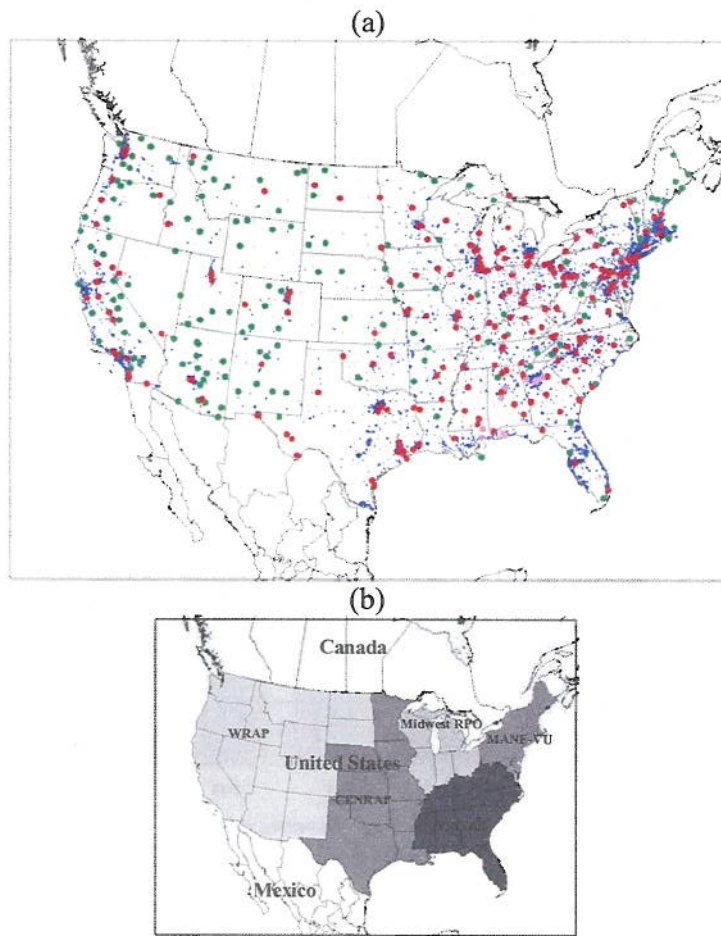 (a)
(b)
Canada
Midwest RPO
WRAP
MANE-VU
United States
CENRAP
Mexico